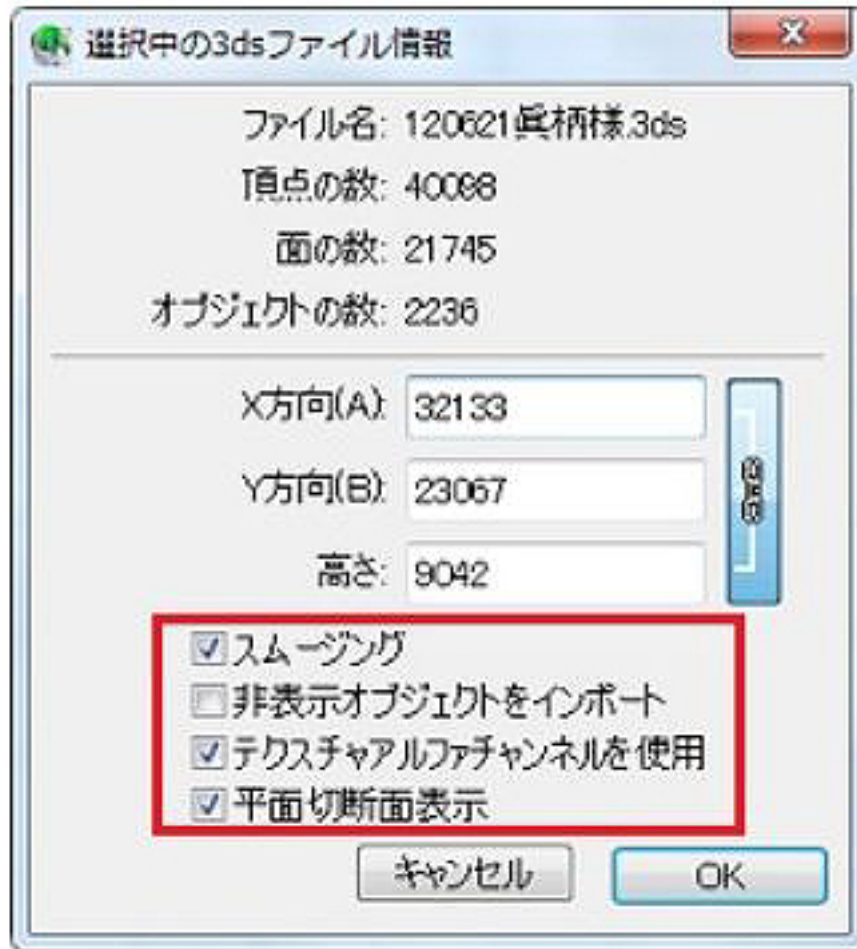 選択中の3dsファイル情報
ファイル名: 120621眞柄様.3ds
頂点の数: 40098
面の数: 21745
オブジェクトの数: 2236
X方向(A): 32133
Y方向(B): 23067
高さ: 9042
スムージング
非表示オブジェクトをインポート
テクスチャアルファチャンネルを使用
平面切断面表示
キャンセル OK